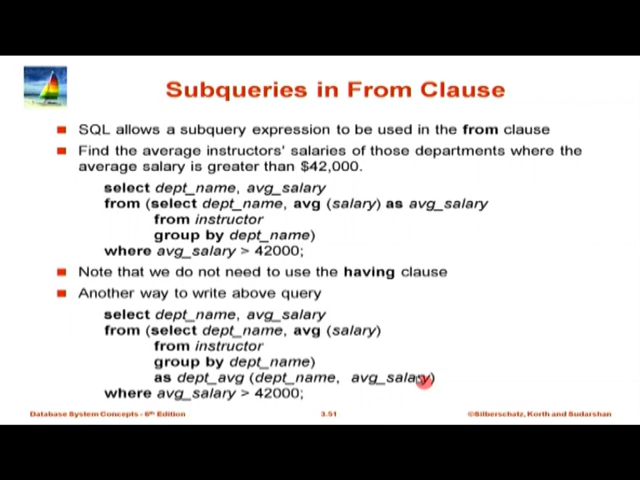 Subqueries in From Clause
SQL allows a subquery expression to be used in the from clause
Find the average instructors' salaries of those departments where the
average salary is greater than $42,000.
select dept_name, avg_salary
from (select dept_name, avg (salary) as avg_salary
from instructor
group by dept_name)
where avg_salary > 42000;
Note that we do not need to use the having clause
Another way to write above query
select dept_name, avg_salary
from (select dept_name, avg (salary)
from instructor
group by dept_name)
as dept_avg (dept_name, avg_salary)
where avg_salary > 42000;
Database System Concepts - 6th Edition
3.51
©Silberschatz, Korth and Sudarshan